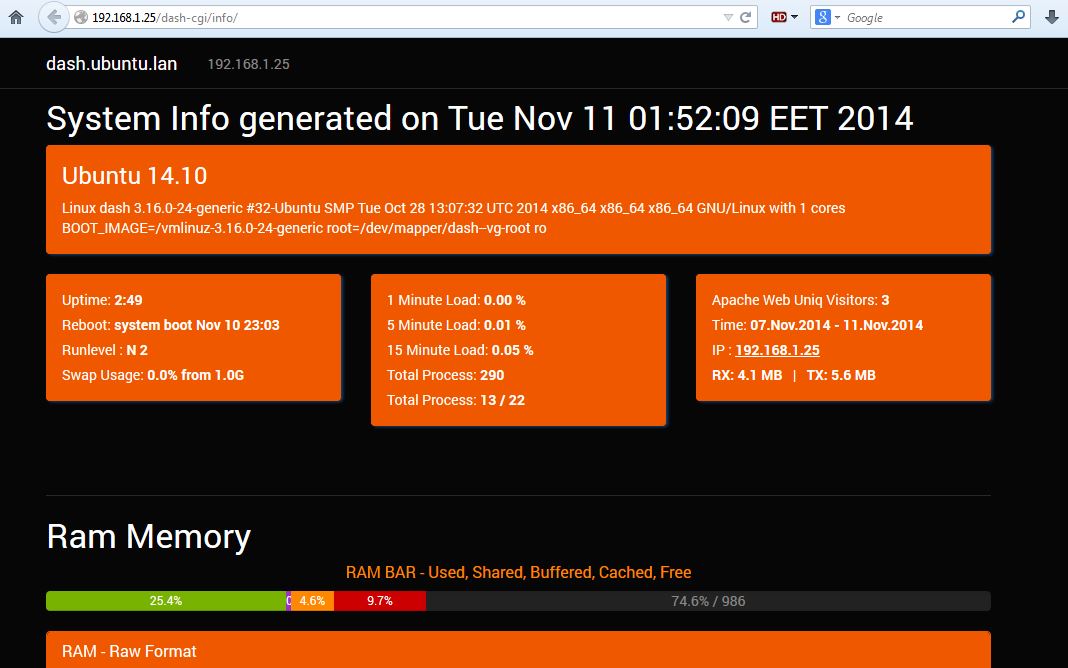 192.168.1.25/dash-cgi/info/
HD
8
Google
dash.ubuntu.lan 192.168.1.25
System Info generated on Tue Nov 11 01:52:09 EET 2014
Ubuntu 14.10
Linux dash 3.16.0-24-generic #32-Ubuntu SMP Tue Oct 28 13:07:32 UTC 2014 x86_64 x86_64 x86_64 GNU/Linux with 1 cores
BOOT_IMAGE=/vmlinuz-3.16.0-24-generic root=/dev/mapper/dash--vg-root ro
Uptime: 2:49
Reboot: system boot Nov 10 23:03
Runlevel : N 2
Swap Usage: 0.0% from 1.0G
1 Minute Load: 0.00 %
5 Minute Load: 0.01 %
15 Minute Load: 0.05 %
Total Process: 290
Total Process: 13 / 22
Apache Web Uniq Visitors: 3
Time: 07.Nov.2014 - 11.Nov.2014
IP : 192.168.1.25
RX: 4.1 MB | TX: 5.6 MB
Ram Memory
RAM BAR - Used, Shared, Buffered, Cached, Free
25.4% 4.6% 9.7% 74.6% / 986
RAM - Raw Format